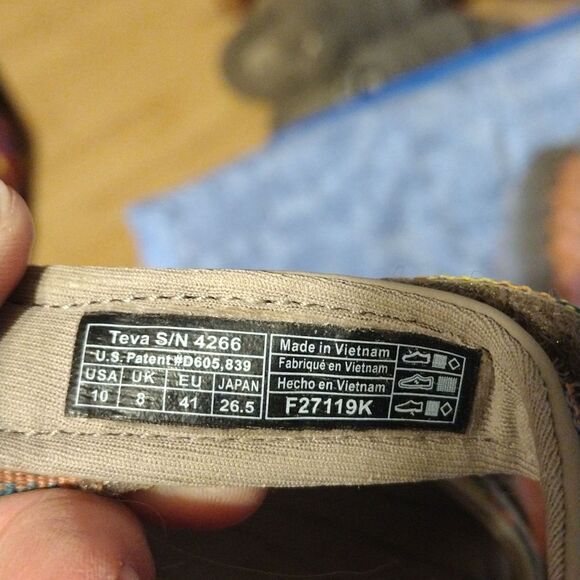 Teva S/N 4266
U.S. Patent#D605,839
USA UK EU JAPAN
10 8 41 26.5
Made in Vietnam
Fabriqué en Vietnam
Hecho en Vietnam
F27119K